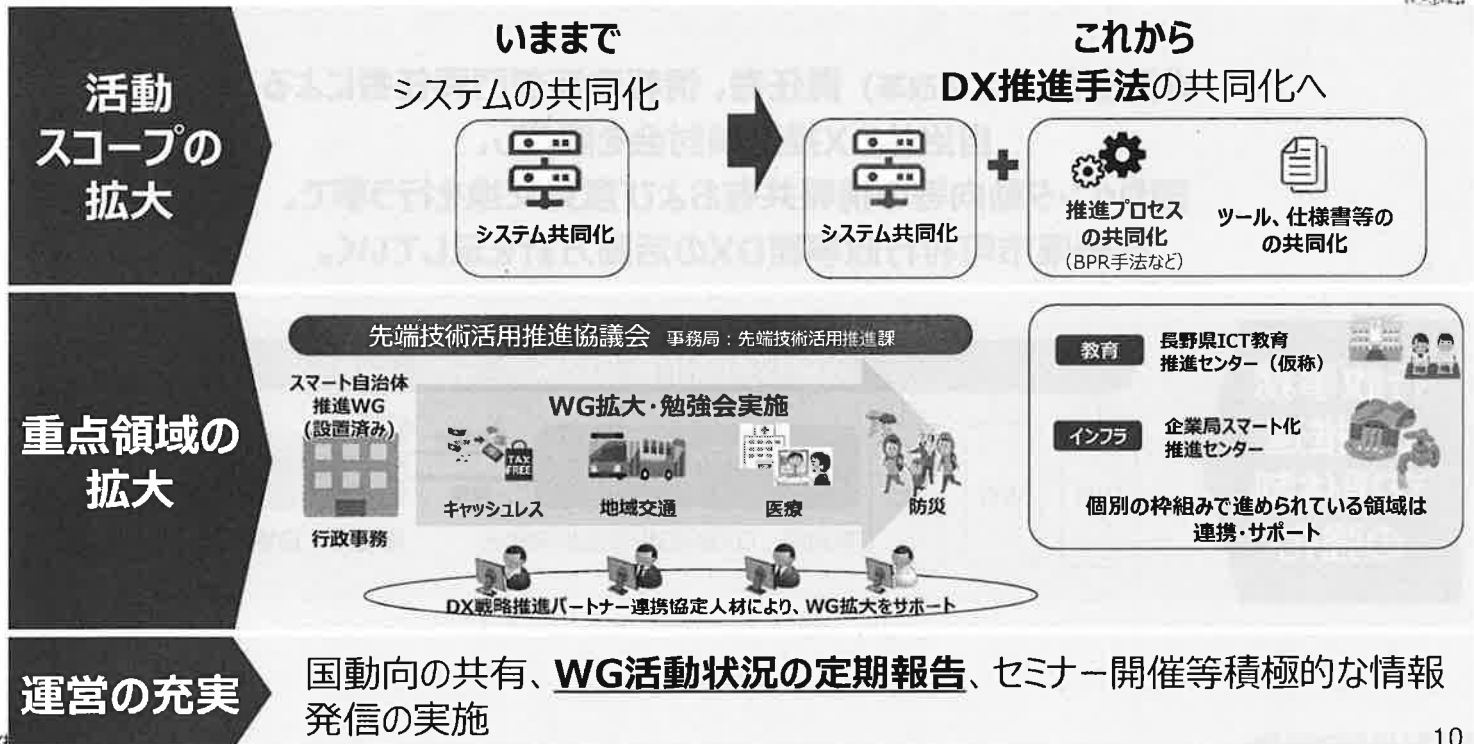 活動
スコープの
拡大
いままで
システムの共同化
システム共同化
これから
DX推進手法の共同化へ
システム共同化
推進プロセス
の共同化
(BPR手法など)
ツール、仕様書等の
の共同化
重点領域の
拡大
先端技術活用推進協議会 事務局：先端技術活用推進課
スマート自治体
推進WG
(設置済み)
行政事務
WG拡大・勉強会実施
TAX
FREE
キャッシュレス
地域交通
医療
防災
DX戦略推進パートナー連携協定人材により、WG拡大をサポート
教育
長野県ICT教育
推進センター（仮称）
インフラ
企業局スマート化
推進センター
個別の枠組みで進められている領域は
連携・サポート
運営の充実
国動向の共有、WG活動状況の定期報告、セミナー開催等積極的な情報
発信の実施
10